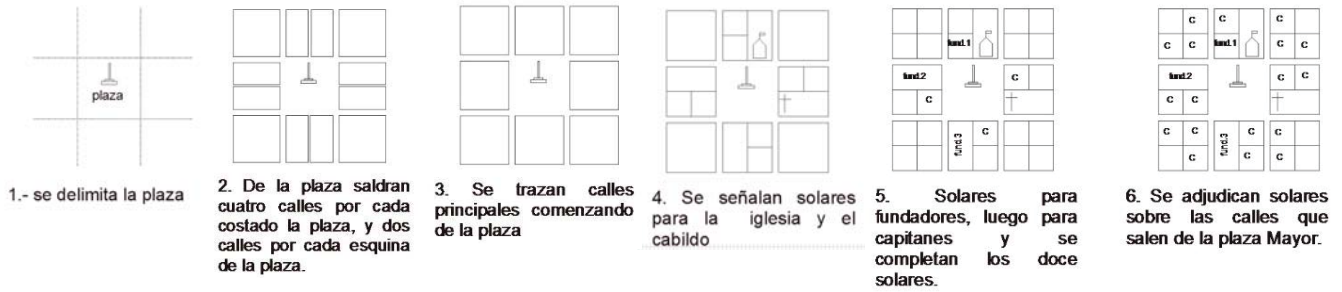 plaza
1.- se delimita la plaza
2. De la plaza saldran
cuatro calles por cada
costado la plaza, y dos
calles por cada esquina
de la plaza.
3. Se trazan calles
principales comenzando
de la plaza
4. Se señalan solares
para la iglesia y el
cabildo
fund.1
fund.2 C
C
fund.3 C
C
5. Solares para
fundadores, luego para
capitanes y se
completan los doce
solares.
C C C C
C C fund.1 C C
fund.2 C C
C C
C C fund.3 C C C
C C C
6. Se adjudican solares
sobre las calles que
salen de la plaza Mayor.